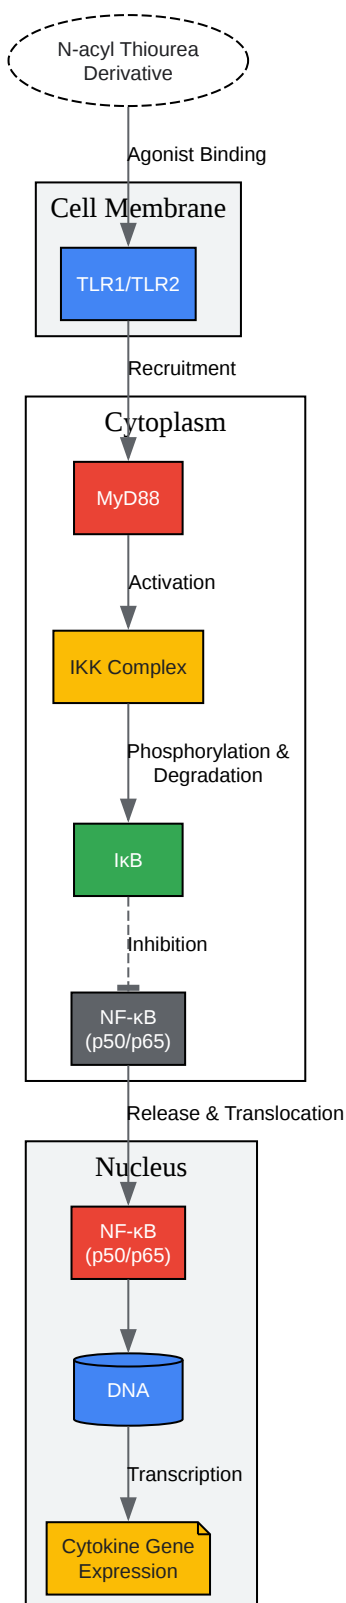 N-acyl Thiourea
Derivative
Agonist Binding
Cell Membrane
TLR1/TLR2
Recruitment
Cytoplasm
MyD88
Activation
IKK Complex
Phosphorylation &
Degradation
IκB
Inhibition
NF-κB
(p50/p65)
Release & Translocation
Nucleus
NF-κB
(p50/p65)
DNA
Transcription
Cytokine Gene
Expression